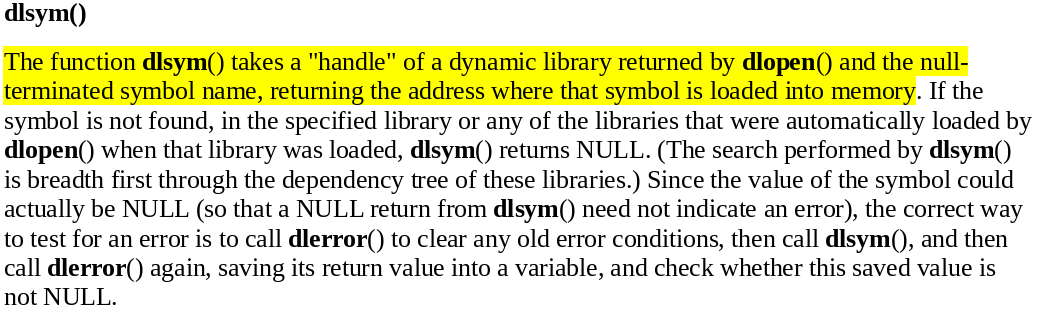 dlsym()
The function dlsym() takes a "handle" of a dynamic library returned by dlopen() and the null-
terminated symbol name, returning the address where that symbol is loaded into memory. If the
symbol is not found, in the specified library or any of the libraries that were automatically loaded by
dlopen() when that library was loaded, dlsym() returns NULL. (The search performed by dlsym()
is breadth first through the dependency tree of these libraries.) Since the value of the symbol could
actually be NULL (so that a NULL return from dlsym() need not indicate an error), the correct way
to test for an error is to call dlerror() to clear any old error conditions, then call dlsym(), and then
call dlerror() again, saving its return value into a variable, and check whether this saved value is
not NULL.